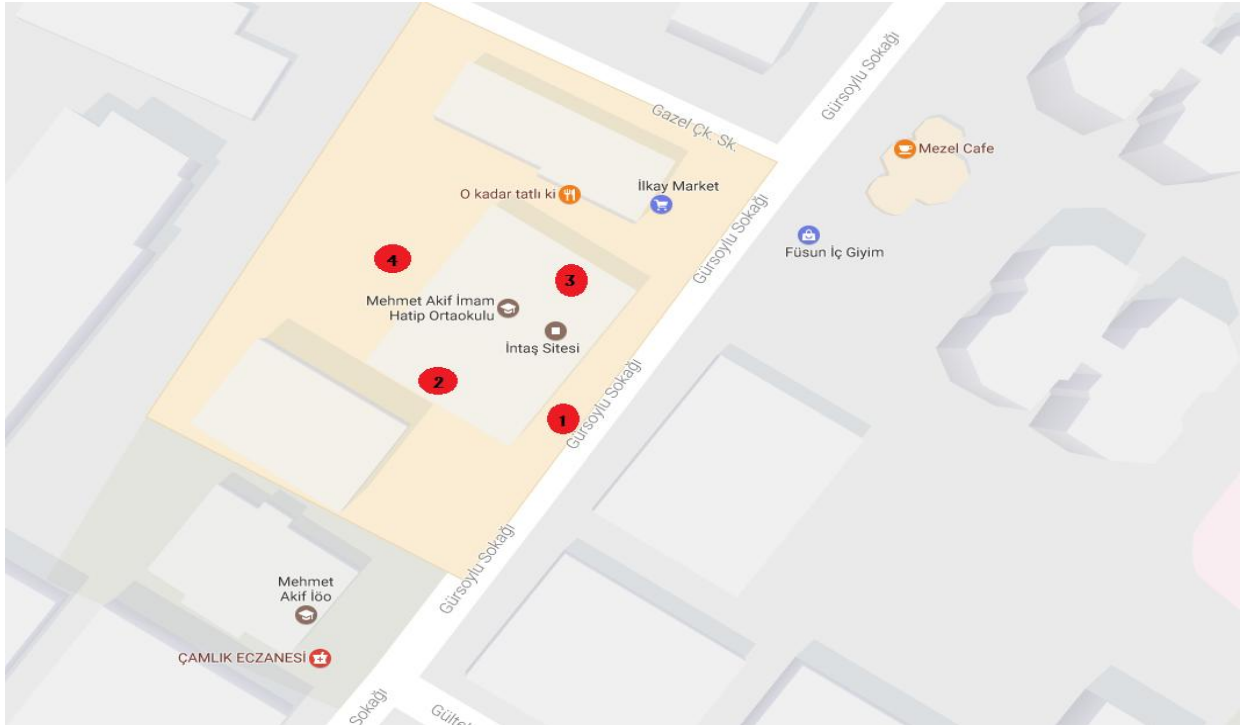 Gürsoylu Sokağı
Gazel Çk. Sk.
Mezel Cafe
İlkay Market
O kadar tatlı ki
Gürsoylu Sokağı
Füsun İç Giyim
4
3
Mehmet Akif İmam
Hatip Ortaokulu
İntaş Sitesi
2
1
Gürsoylu Sokağı
Gürsoylu Sokağı
Mehmet
Akif İöo
ÇAMLIK ECZANESİ
Sokağı